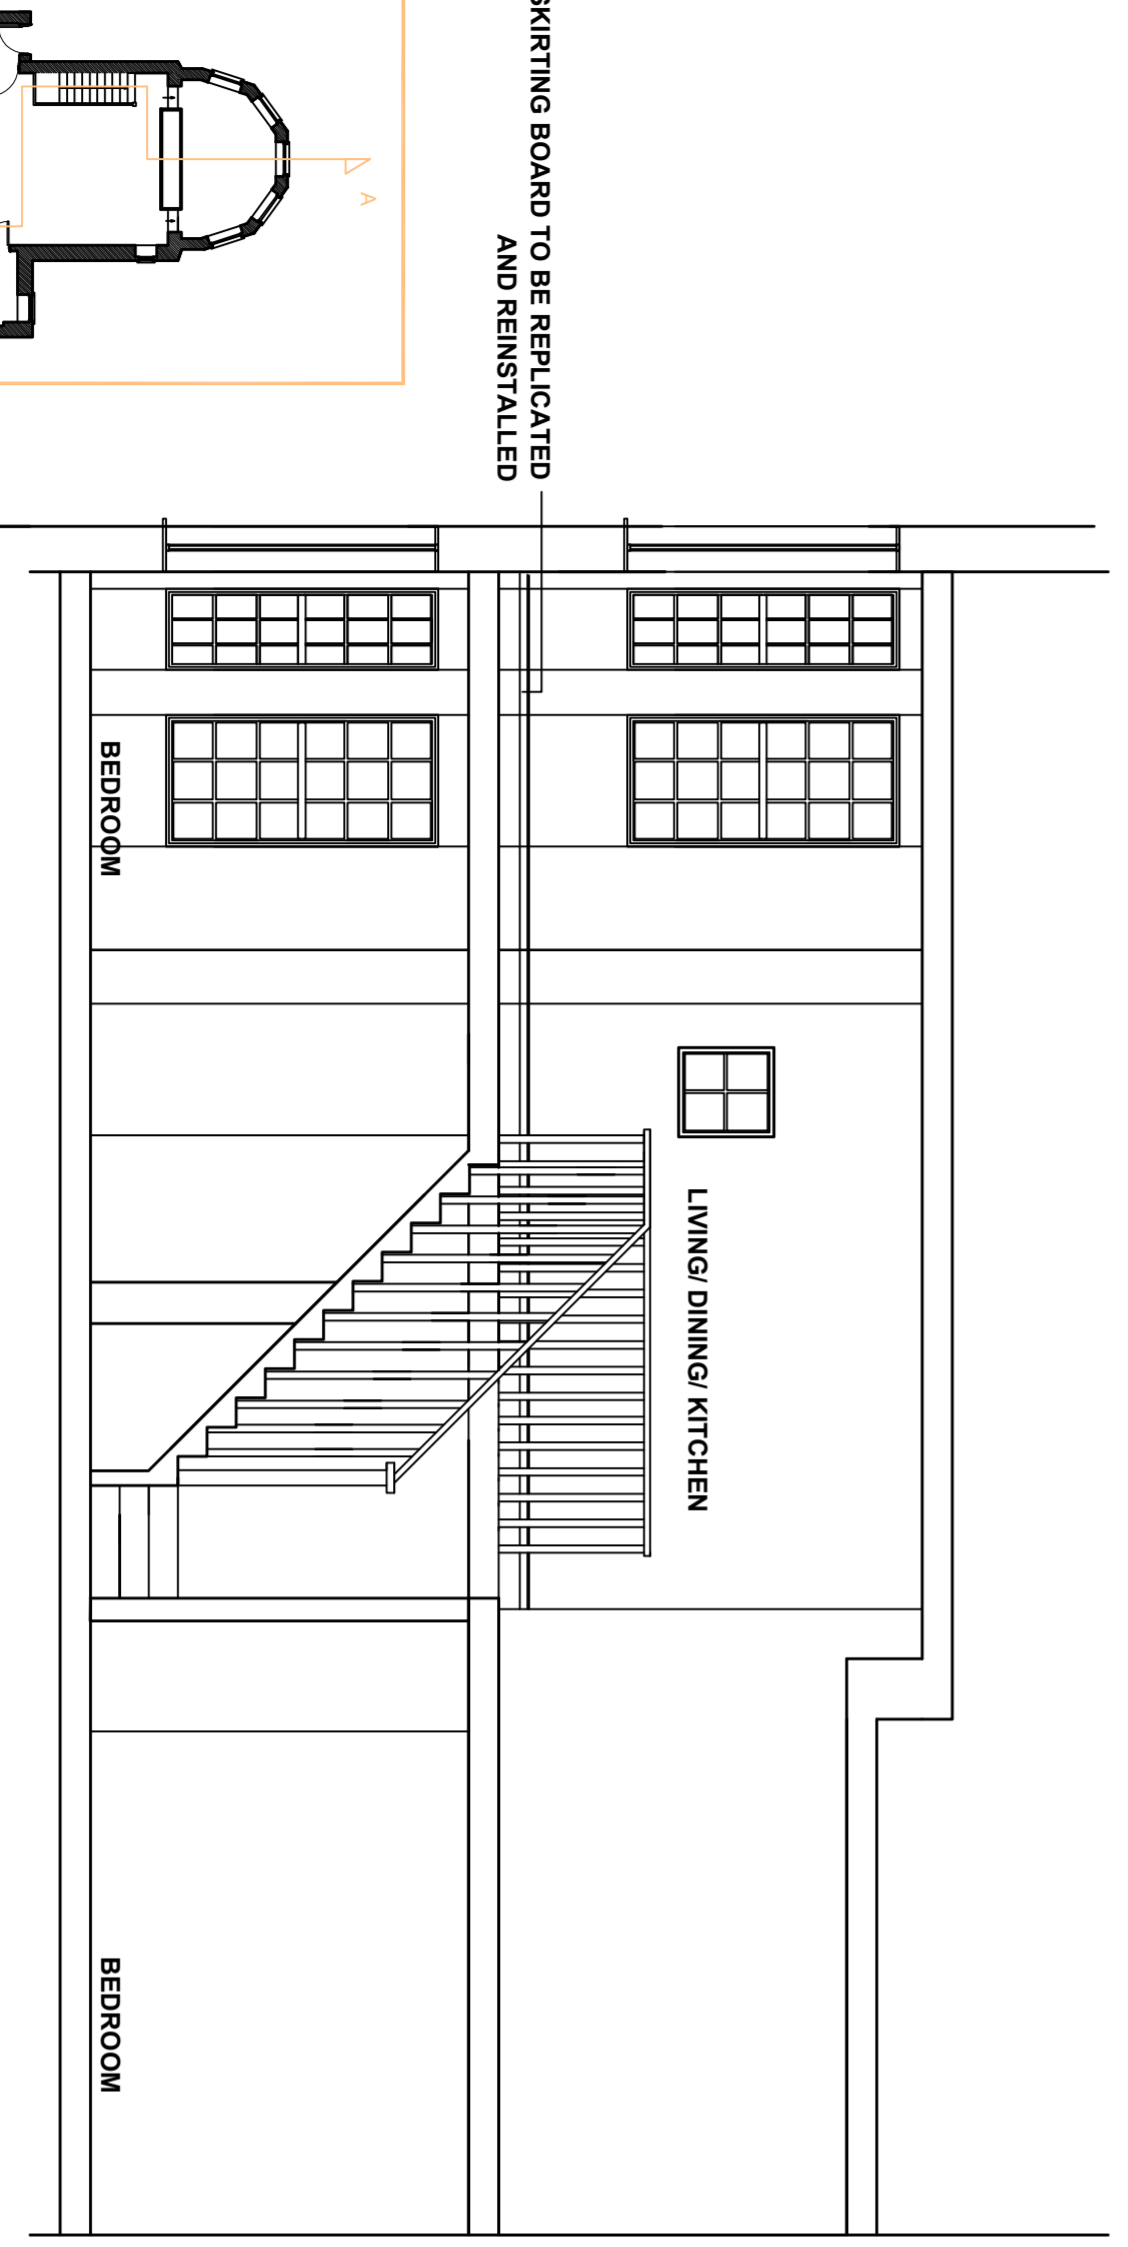 SKIRTING BOARD TO BE REPLICATED
AND REINSTALLED
LIVING/ DINING/ KITCHEN
BEDROOM
BEDROOM
A